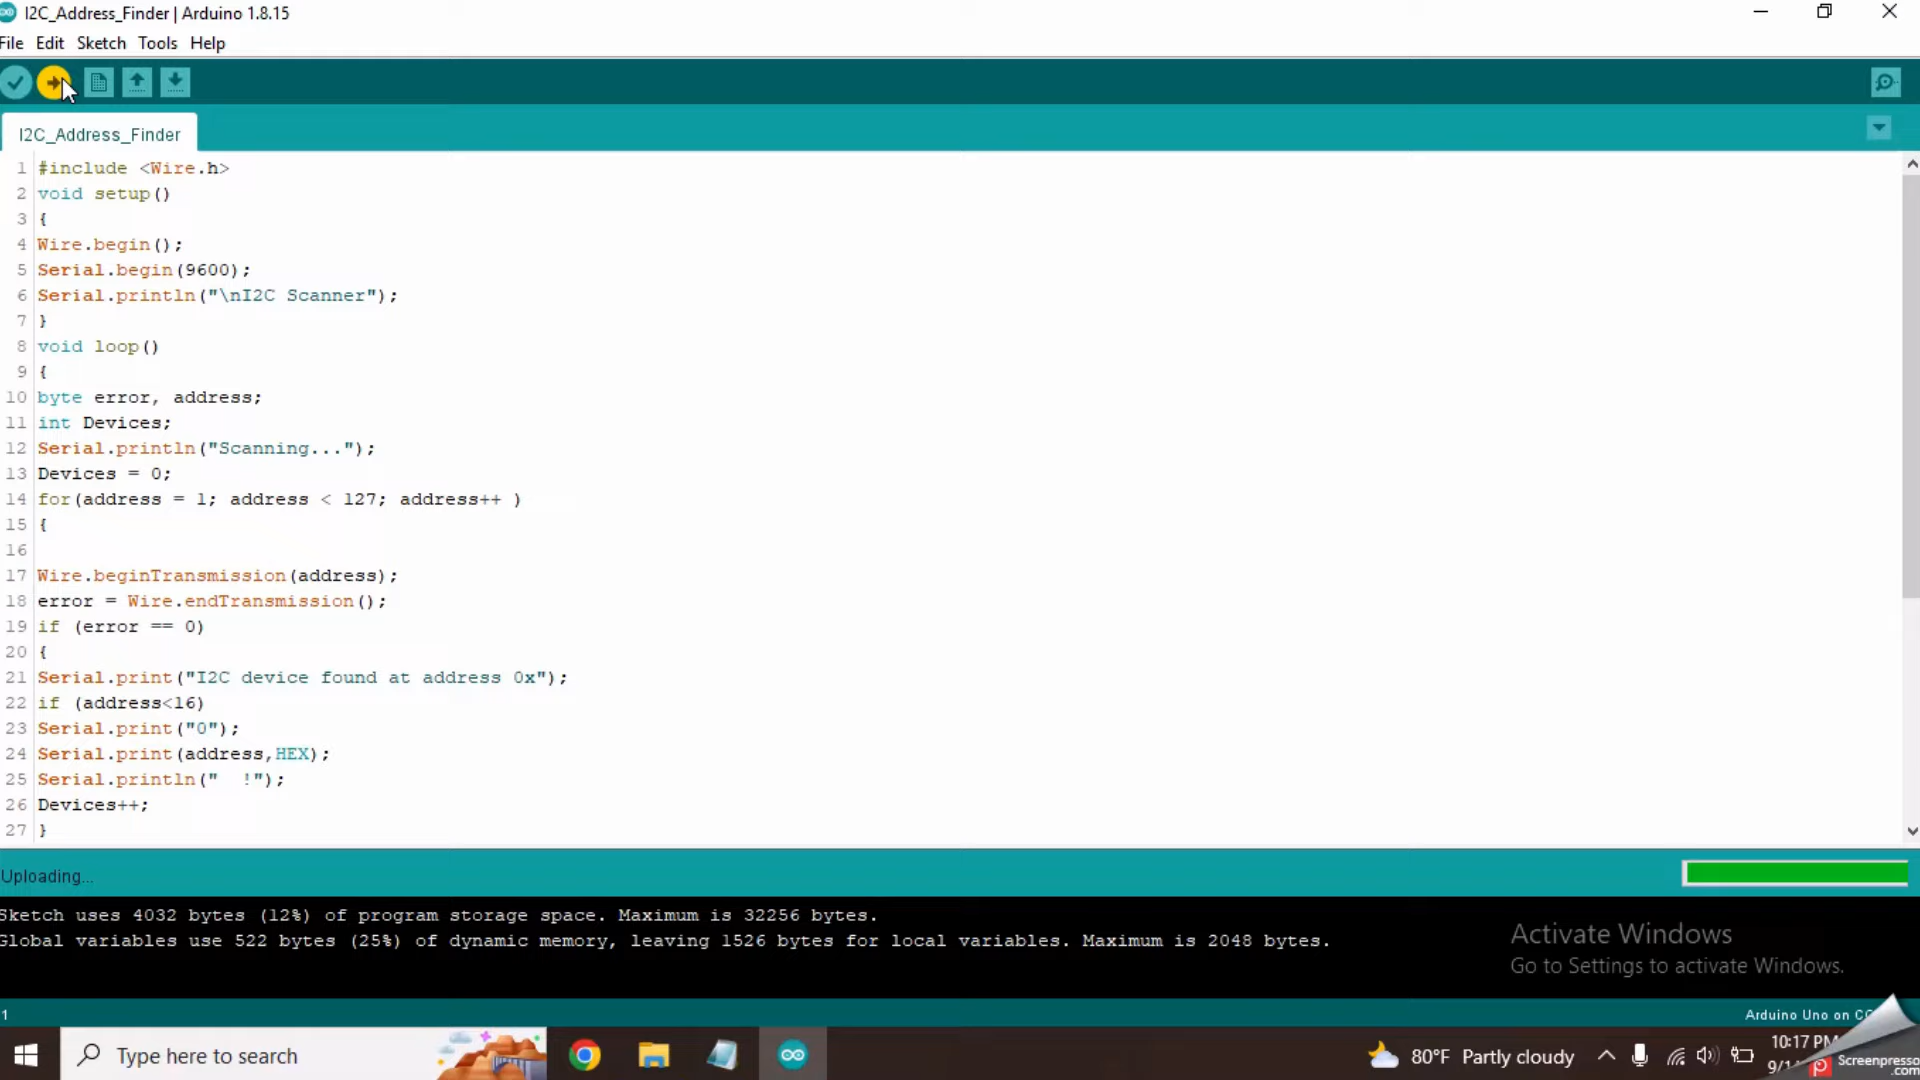 I2C_Address_Finder | Arduino 1.8.15
File Edit Sketch Tools Help
I2C_Address_Finder
1 #include <Wire.h>
2 void setup()
3 {
4 Wire.begin();
5 Serial.begin(9600);
6 Serial.println("\nI2C Scanner");
7 }
8 void loop()
9 {
10 byte error, address;
11 int Devices;
12 Serial.println("Scanning...");
13 Devices = 0;
14 for(address = 1; address < 127; address++ )
15 {
16
17 Wire.beginTransmission(address);
18 error = Wire.endTransmission();
19 if (error == 0)
20 {
21 Serial.print("I2C device found at address 0x");
22 if (address<16)
23 Serial.print("0");
24 Serial.print(address,HEX);
25 Serial.println("  !");
26 Devices++;
27 }
Uploading...
Sketch uses 4032 bytes (12%) of program storage space. Maximum is 32256 bytes.
Global variables use 522 bytes (25%) of dynamic memory, leaving 1526 bytes for local variables. Maximum is 2048 bytes.
Activate Windows
Go to Settings to activate Windows.
1
Arduino Uno on
Type here to search
80°F Partly cloudy
10:17 PM
Screenpresso
.com